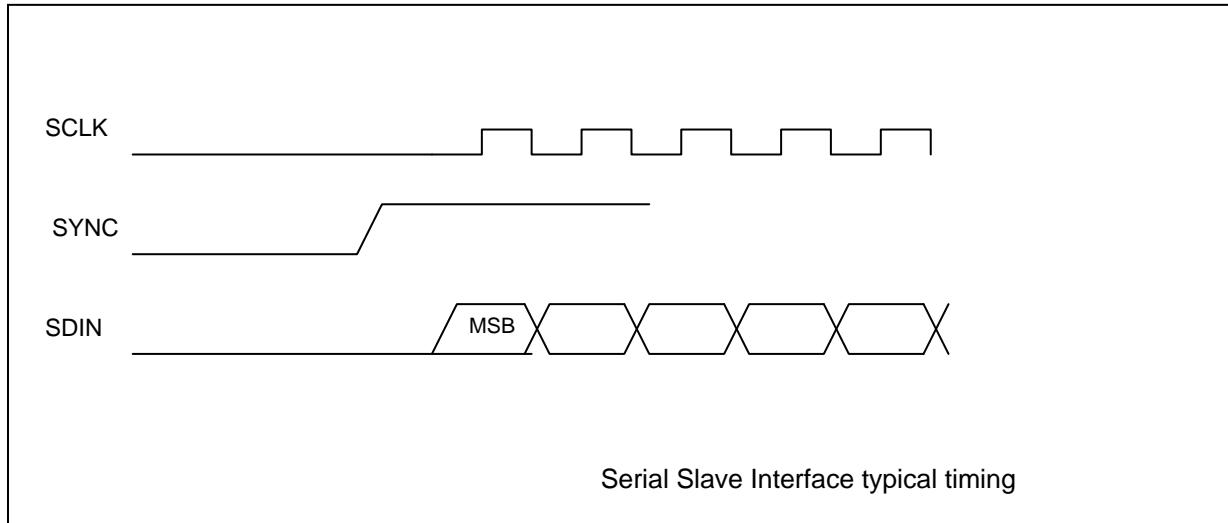 SCLK
SYNC
SDIN
MSB
Serial Slave Interface typical timing